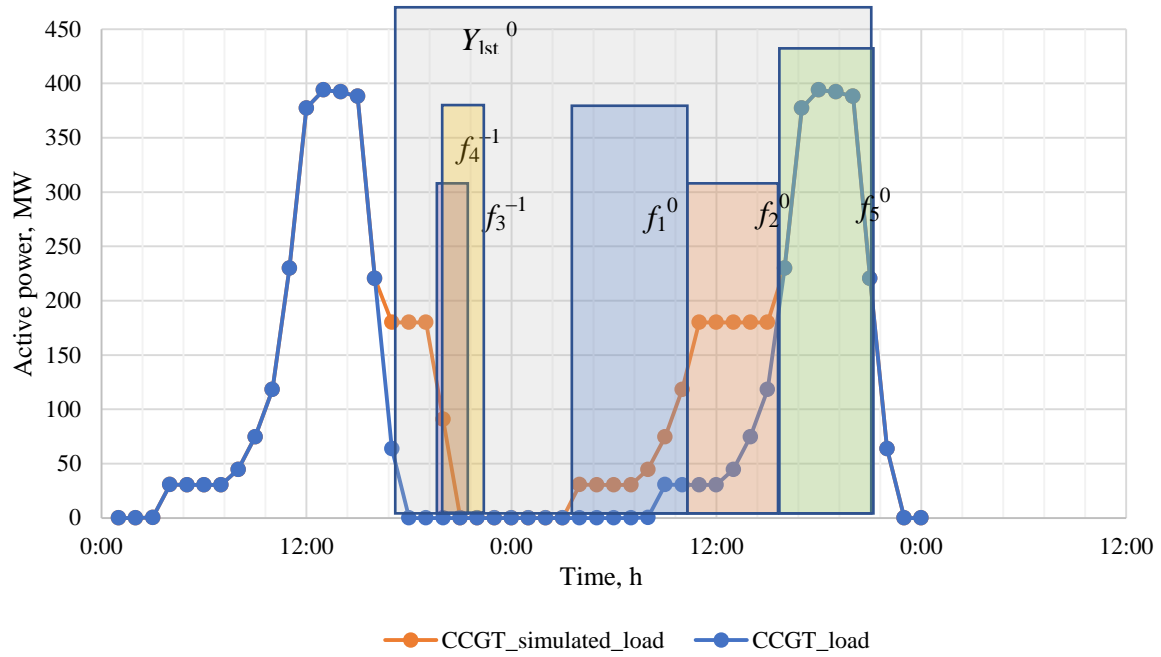 Y_lst^0
f_4^−1
f_3^−1
f_1^0
f_2^0
f_5^0
450
400
350
300
250
200
150
100
50
0
Active power, MW
0:00 12:00 0:00 12:00 0:00 12:00
Time, h
CCGT_simulated_load CCGT_load